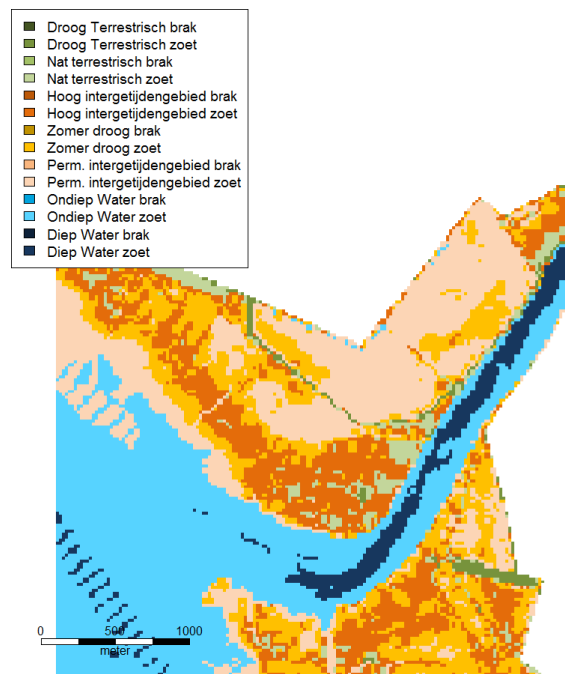 Droog Terrestrisch brak
Droog Terrestrisch zoet
Nat terrestrisch brak
Nat terrestrisch zoet
Hoog intergetijdengebied brak
Hoog intergetijdengebied zoet
Zomer droog brak
Zomer droog zoet
Perm. intergetijdengebied brak
Perm. intergetijdengebied zoet
Ondiep Water brak
Ondiep Water zoet
Diep Water brak
Diep Water zoet
0 500 1000
meter